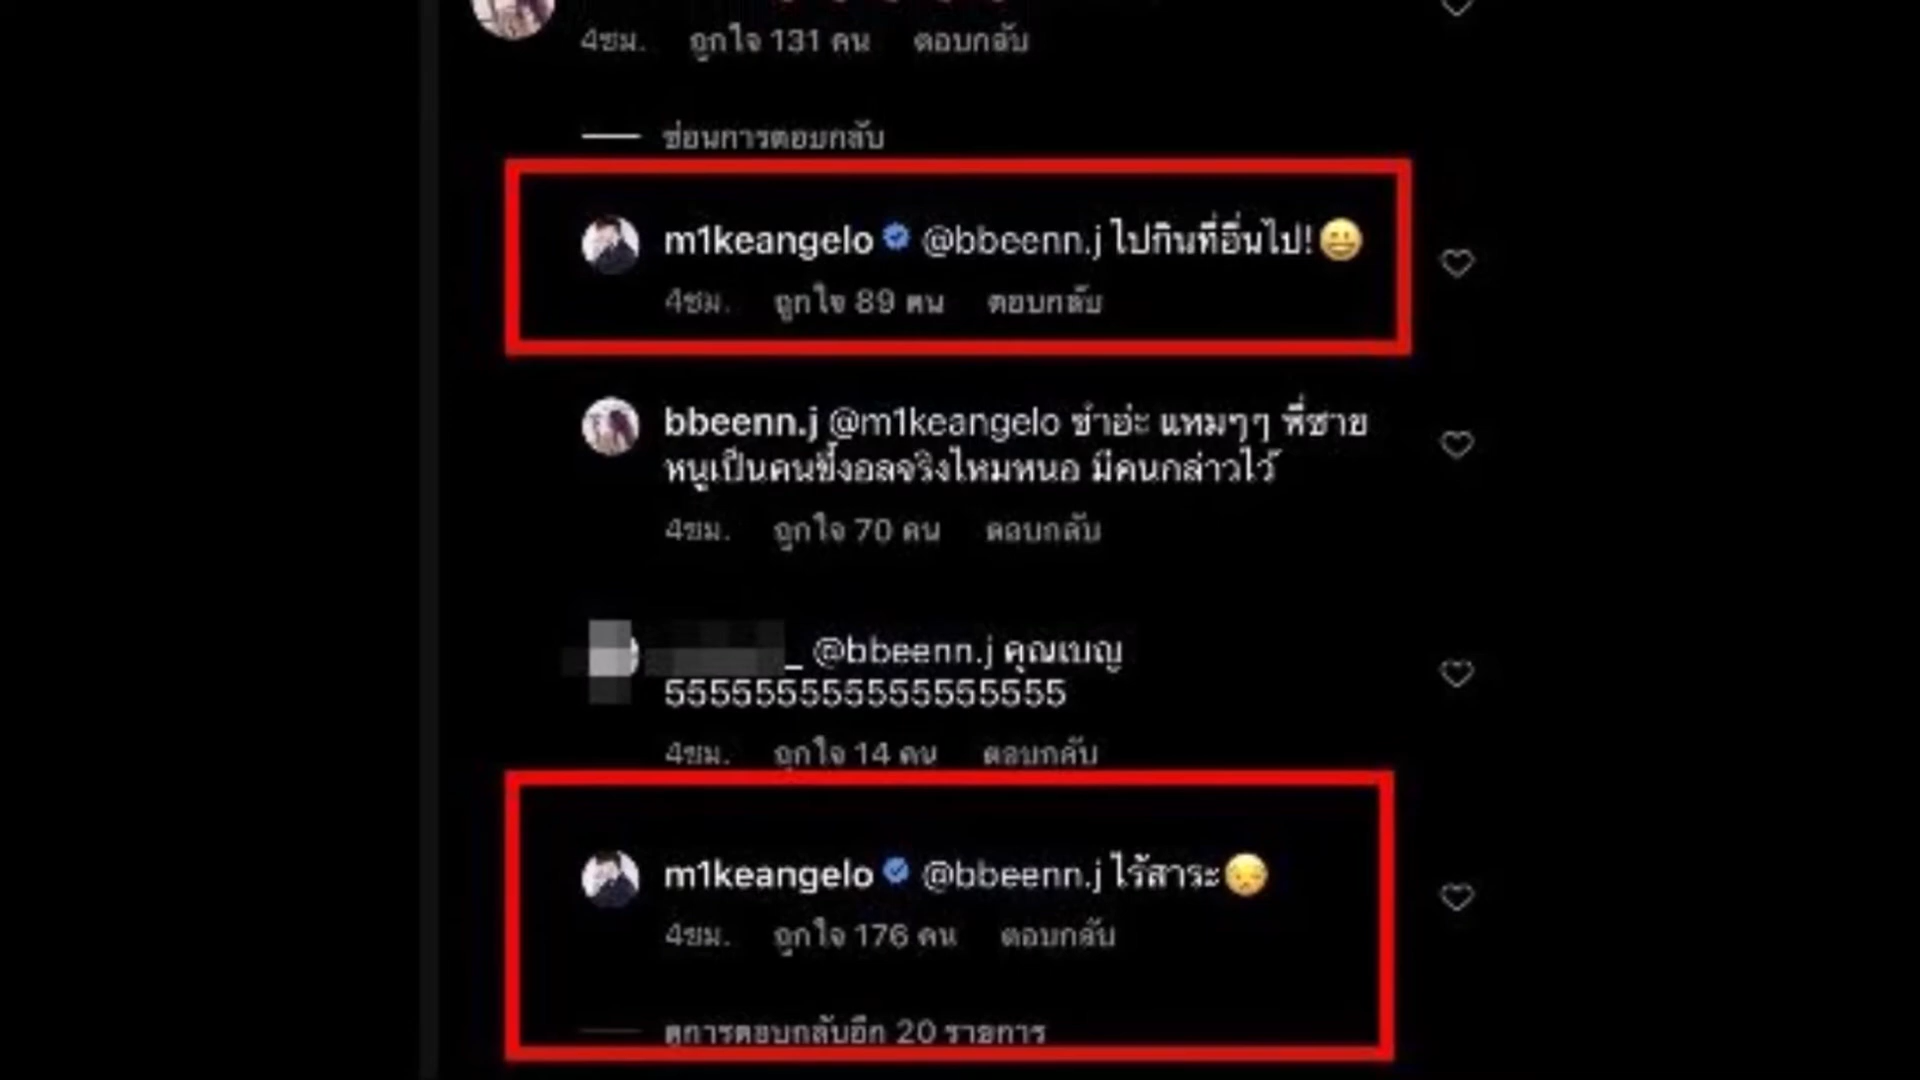 4ชม. ถูกใจ 131 คน ตอบกลับ
ซ่อนการตอบกลับ
m1keangelo @bbeenn.j ไปกินที่อื่นไป!😀
4ชม. ถูกใจ 89 คน ตอบกลับ
bbeenn.j @m1keangelo ขำอ่ะ แหมๆๆ พี่ชาย
หนูเป็นคนขี้งอลจริงไหมหนอ มีคนกล่าวไว้
4ชม. ถูกใจ 70 คน ตอบกลับ
_ @bbeenn.j คุณเบญ
555555555555555555
4ชม. ถูกใจ 14 คน ตอบกลับ
m1keangelo @bbeenn.j ไร้สาระ😔
4ชม. ถูกใจ 176 คน ตอบกลับ
ดูการตอบกลับอีก 20 รายการ